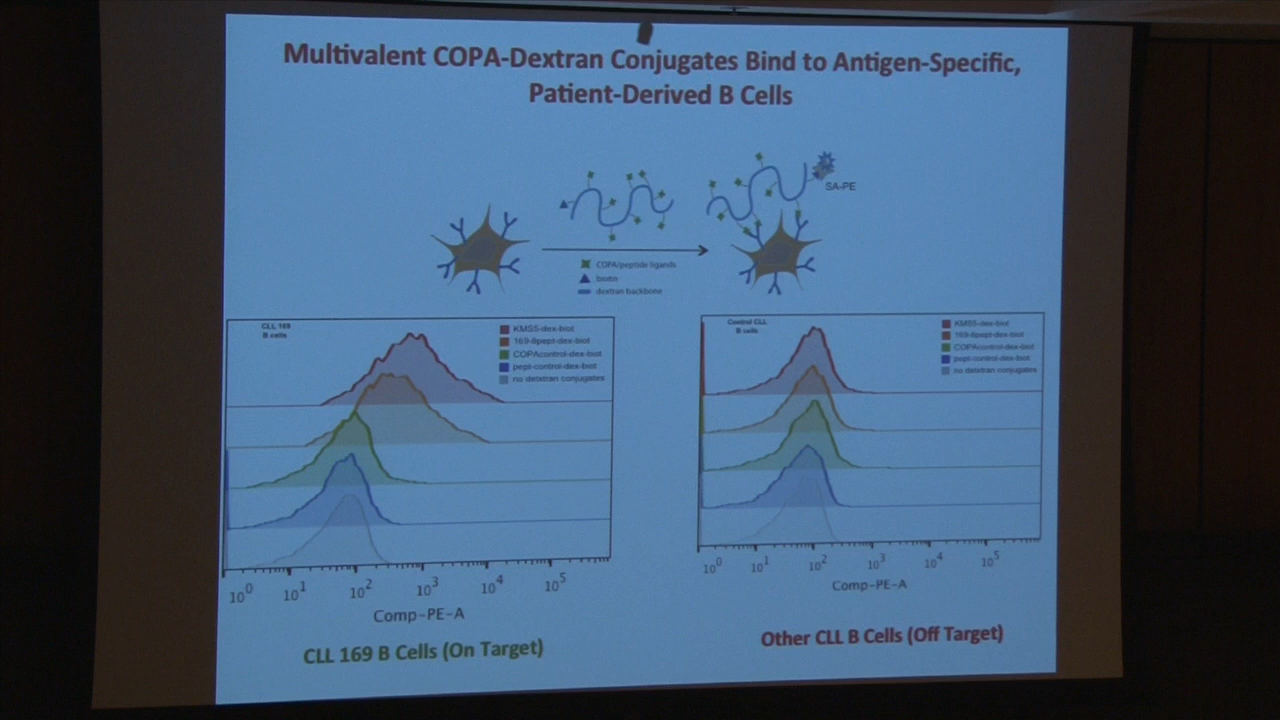 Multivalent COPA-Dextran Conjugates Bind to Antigen-Specific,
Patient-Derived B Cells
SA-PE
COPA/peptide ligands
biotin
dextran backbone
CLL 169
B cells
KMS5-dex-biot
169-8pept-dex-biot
COPAcontrol-dex-biot
pept-control-dex-biot
no dextran conjugates
10^0 10^1 10^2 10^3 10^4 10^5
Comp-PE-A
CLL 169 B Cells (On Target)
Control CLL
B cells
KMS5-dex-biot
169-8pept-dex-biot
COPAcontrol-dex-biot
pept-control-dex-biot
no dextran conjugates
10^0 10^1 10^2 10^3 10^4 10^5
Comp-PE-A
Other CLL B Cells (Off Target)